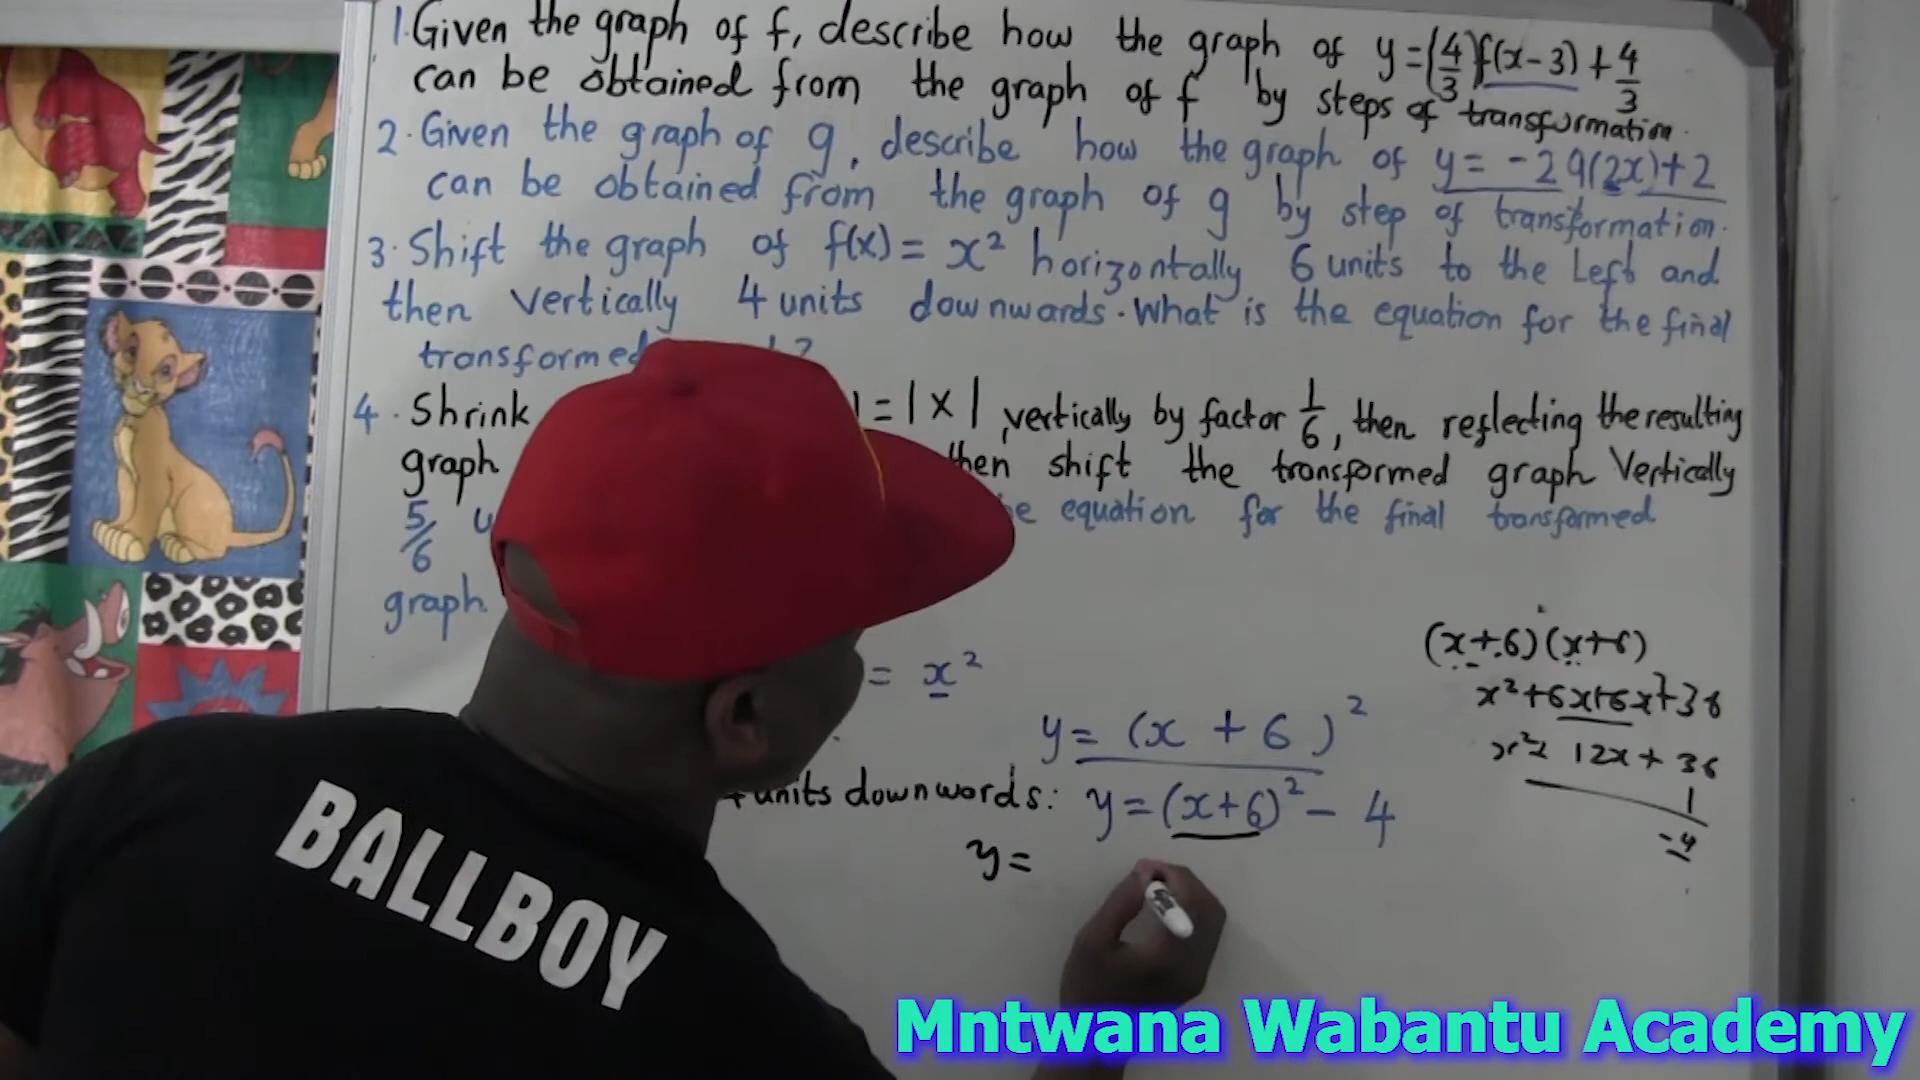 1. Given the graph of f, describe how the graph of y = (4/3)f(x-3) + 4/3
can be obtained from the graph of f by steps of transformation.
2. Given the graph of g, describe how the graph of y = -2g(2x)+2
can be obtained from the graph of g by step of transformation.
3. Shift the graph of f(x) = x² horizontally 6 units to the Left and
then vertically 4 units downwards. What is the equation for the final
transformed
4. Shrink = |x|, vertically by factor 1/6, then reflecting the resulting
graph then shift the transformed graph Vertically
5/6 equation for the final transformed
graph.
= x²
y = (x + 6)²
units downwords: y = (x+6)² - 4
y =
(x+6)(x+6)
x²+6x+6x+36
x²+ 12x + 36
-4
BALLBOY
Mntwana Wabantu Academy